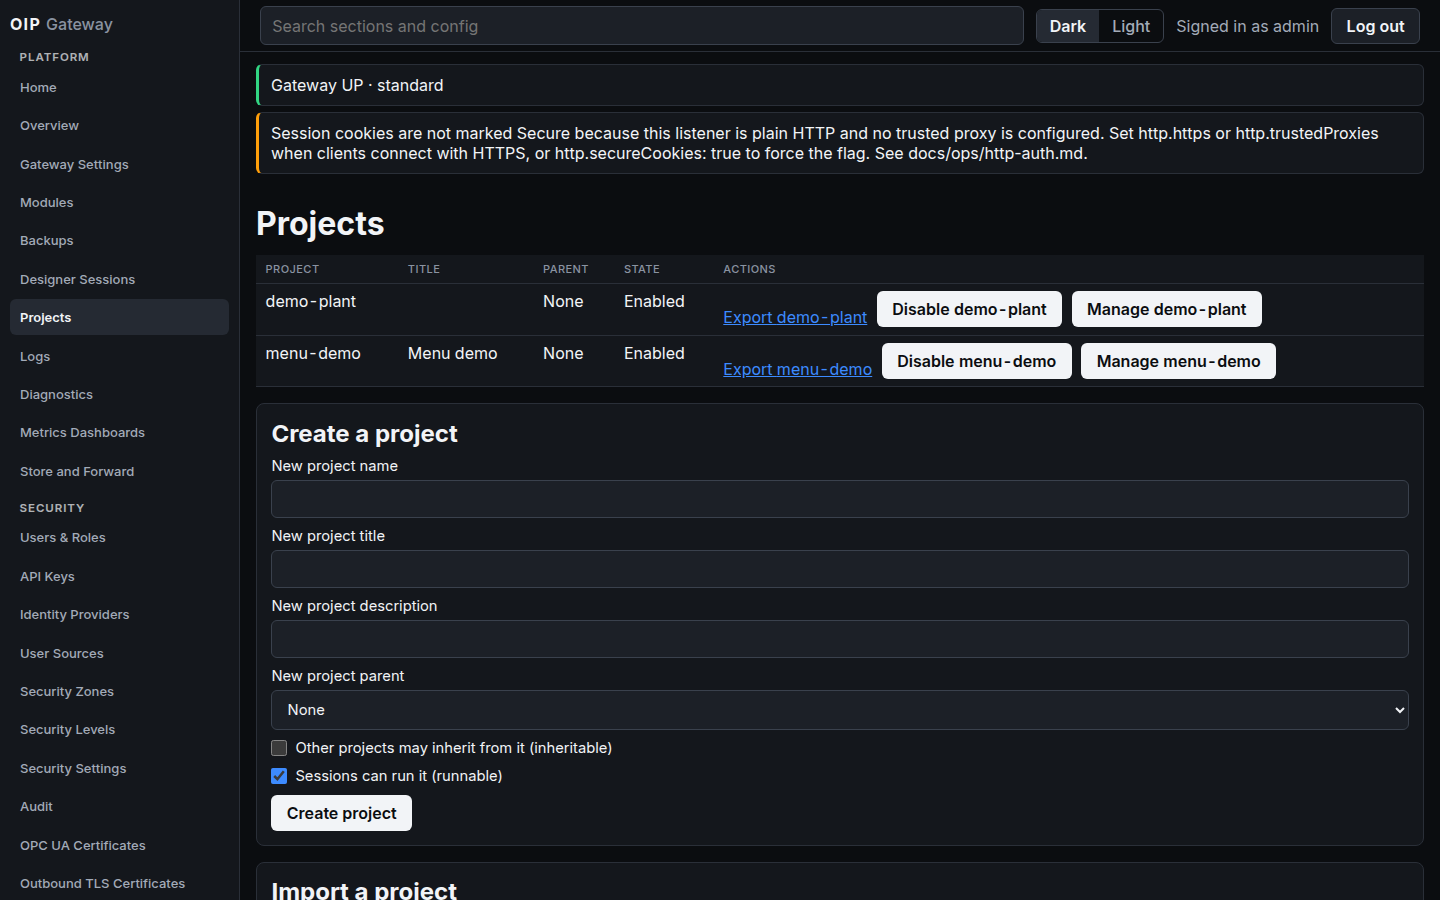 OIP Gateway
PLATFORM
Home
Overview
Gateway Settings
Modules
Backups
Designer Sessions
Projects
Logs
Diagnostics
Metrics Dashboards
Store and Forward
SECURITY
Users & Roles
API Keys
Identity Providers
User Sources
Security Zones
Security Levels
Security Settings
Audit
OPC UA Certificates
Outbound TLS Certificates
Search sections and config
Dark Light Signed in as admin Log out
Gateway UP · standard
Session cookies are not marked Secure because this listener is plain HTTP and no trusted proxy is configured. Set http.https or http.trustedProxies
when clients connect with HTTPS, or http.secureCookies: true to force the flag. See docs/ops/http-auth.md.
Projects
PROJECT TITLE PARENT STATE ACTIONS
demo-plant None Enabled Export demo-plant Disable demo-plant Manage demo-plant
menu-demo Menu demo None Enabled Export menu-demo Disable menu-demo Manage menu-demo
Create a project
New project name
New project title
New project description
New project parent
None
Other projects may inherit from it (inheritable)
Sessions can run it (runnable)
Create project
Import a project